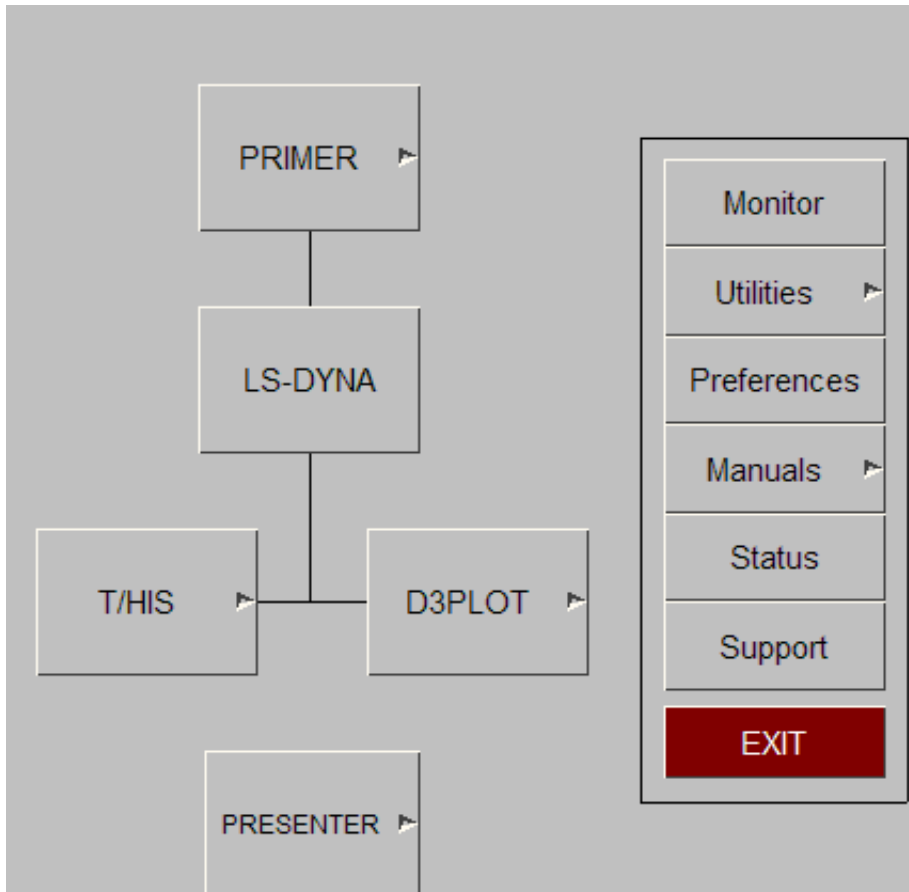 PRIMER
LS-DYNA
T/HIS
D3PLOT
PRESENTER
Monitor
Utilities
Preferences
Manuals
Status
Support
EXIT